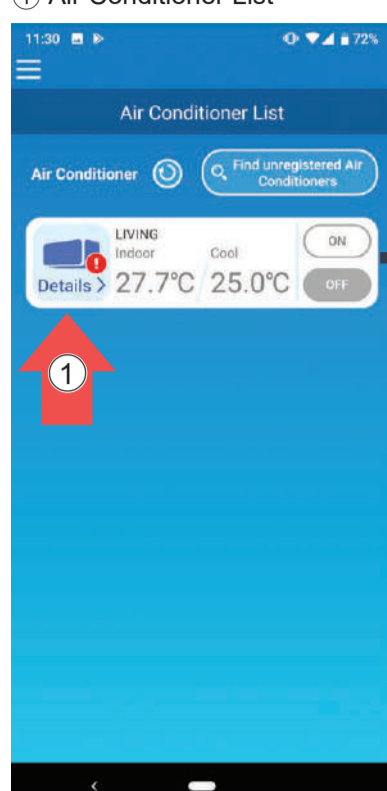 ① Air Conditioner List
11:30 72%
Air Conditioner List
Air Conditioner
Find unregistered Air
Conditioners
LIVING
Indoor Cool ON
Details > 27.7°C 25.0°C OFF
①